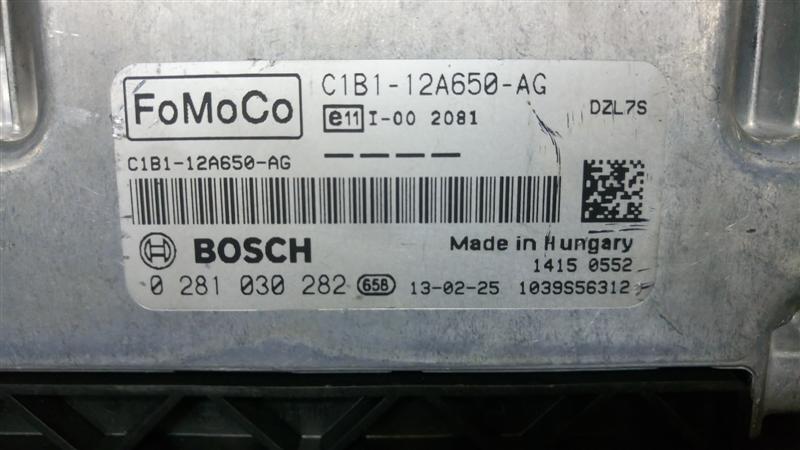 FoMoCo C1B1-12A650-AG
e11 I-00 2081 DZL7S
C1B1-12A650-AG
BOSCH Made in Hungary
1415 0552
0 281 030 282 658 13-02-25 1039S56312